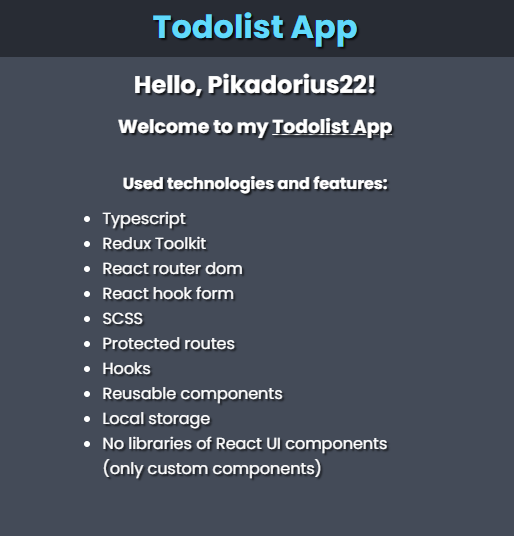 Todolist App
Hello, Pikadorius22!
Welcome to my Todolist App
Used technologies and features:
Typescript
Redux Toolkit
React router dom
React hook form
SCSS
Protected routes
Hooks
Reusable components
Local storage
No libraries of React UI components
(only custom components)